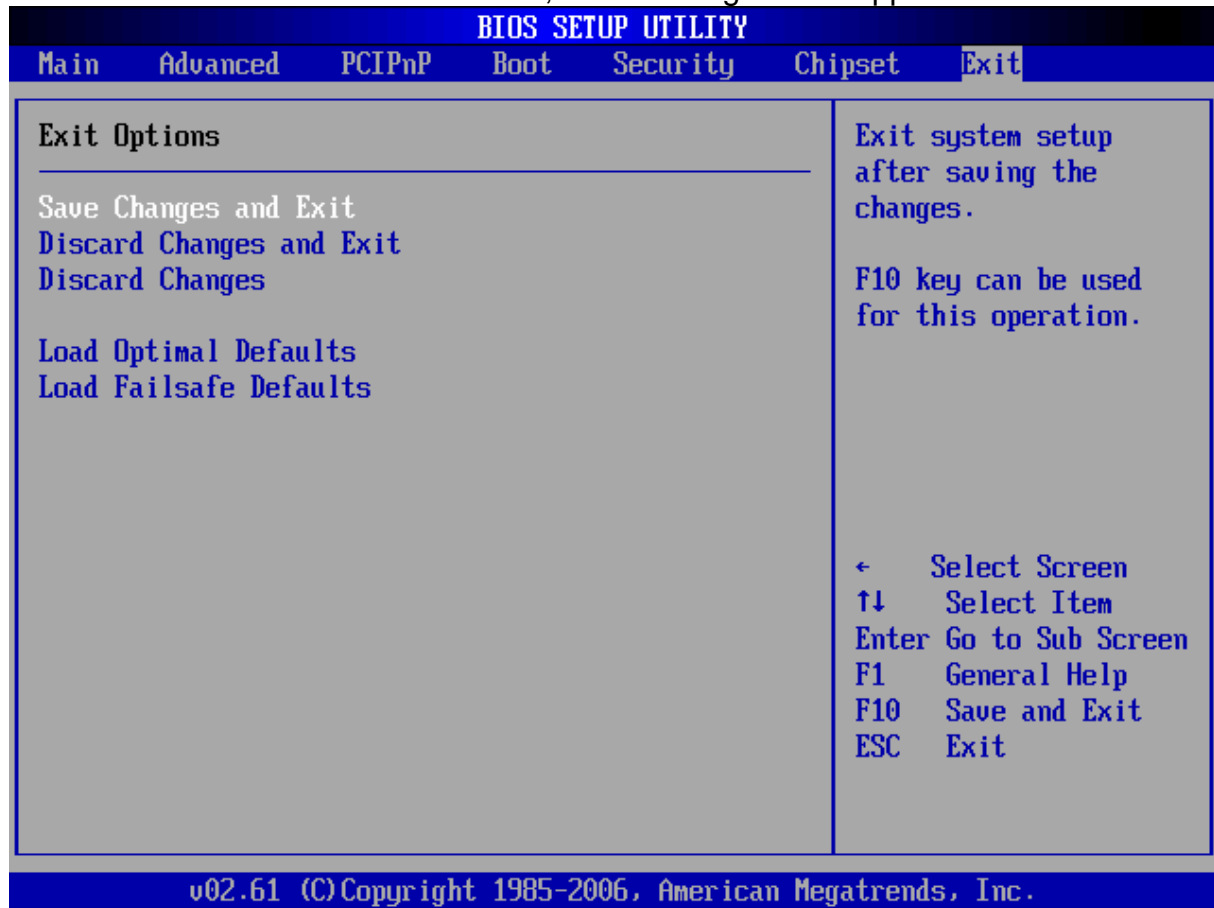 BIOS SETUP UTILITY
Main Advanced PCIPnP Boot Security Chipset Exit
Exit Options
Save Changes and Exit
Discard Changes and Exit
Discard Changes
Load Optimal Defaults
Load Failsafe Defaults
Exit system setup
after saving the
changes.
F10 key can be used
for this operation.
← Select Screen
↑↓ Select Item
Enter Go to Sub Screen
F1 General Help
F10 Save and Exit
ESC Exit
v02.61 (C)Copyright 1985-2006, American Megatrends, Inc.